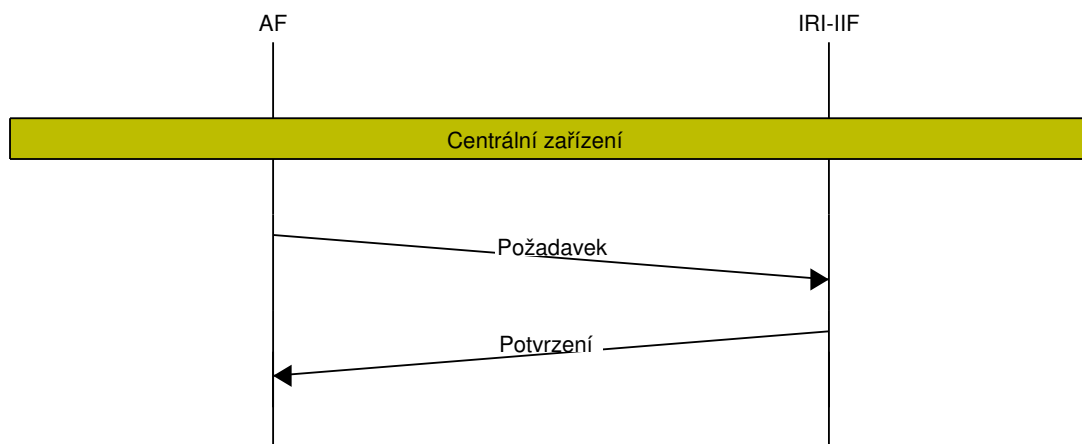 AF
IRI-IIF
Centrální zařízení
Požadavek
Potvrzení